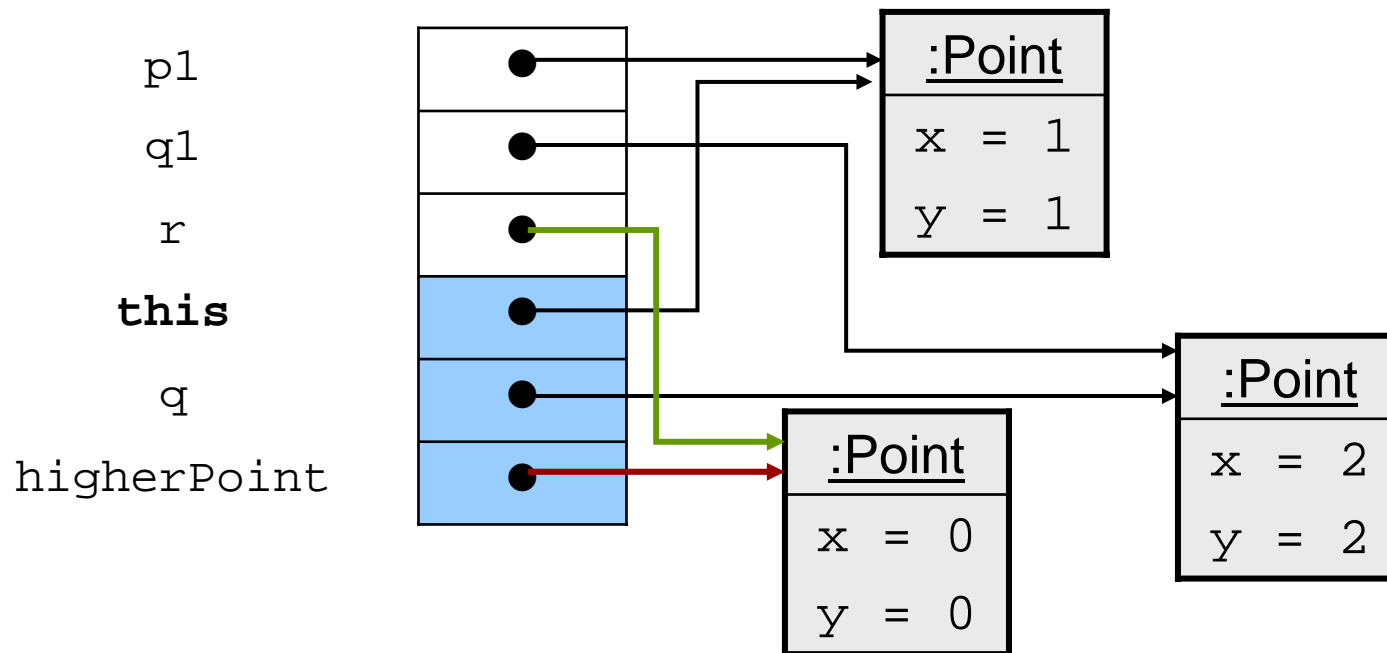 p1
q1
r
this
q
higherPoint
:Point
x = 1
y = 1
:Point
x = 2
y = 2
:Point
x = 0
y = 0